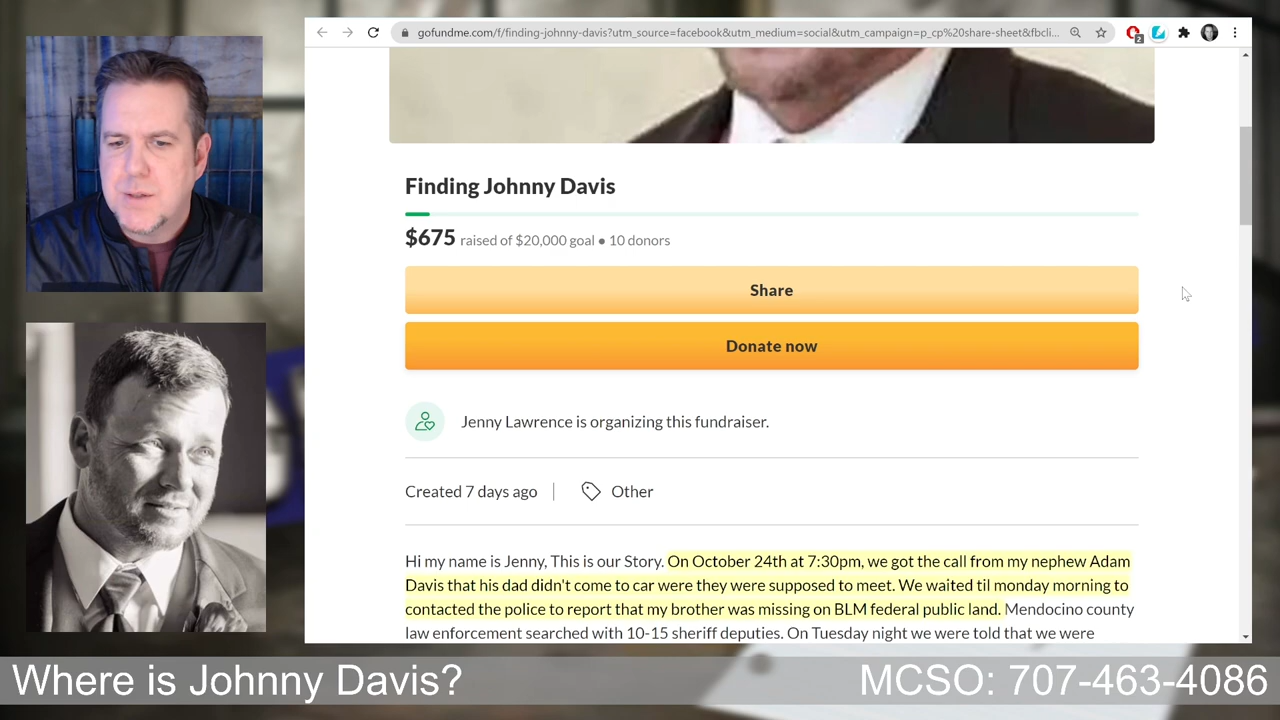 gofundme.com/f/finding-johnny-davis?utm_source=facebook&utm_medium=social&utm_campaign=p_cp%20share-sheet&fbcli...
2
Finding Johnny Davis
$675 raised of $20,000 goal • 10 donors
Share
Donate now
Jenny Lawrence is organizing this fundraiser.
Created 7 days ago
Other
Hi my name is Jenny, This is our Story. On October 24th at 7:30pm, we got the call from my nephew Adam
Davis that his dad didn't come to car were they were supposed to meet. We waited til monday morning to
contacted the police to report that my brother was missing on BLM federal public land. Mendocino county
law enforcement searched with 10-15 sheriff deputies. On Tuesday night we were told that we were
Where is Johnny Davis?
MCSO: 707-463-4086